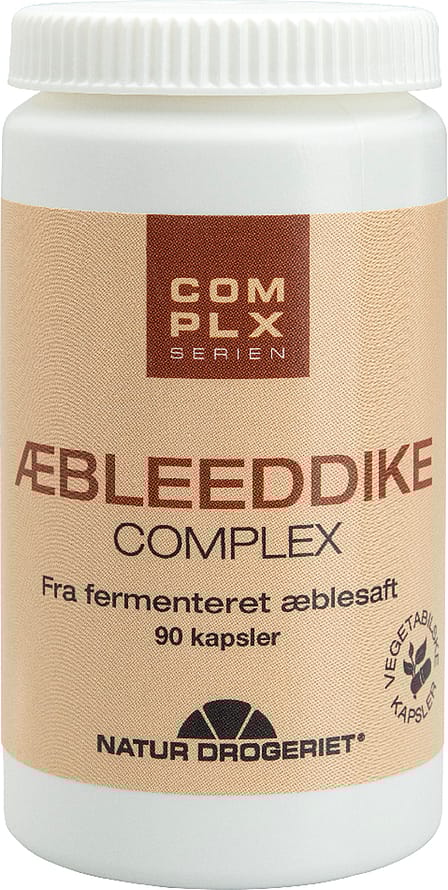 COM
PLX
SERIEN
ÆBLEEDDIKE
COMPLEX
Fra fermenteret æblesaft
90 kapsler
VEGETABILSKE
KAPSLER
NATUR DROGERIET®